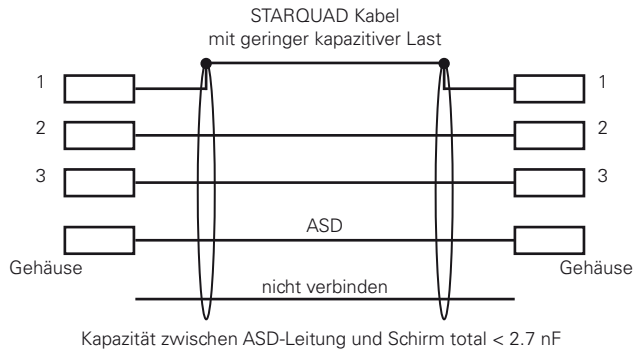 STARQUAD Kabel
mit geringer kapazitiver Last
1 1
2 2
3 3
ASD
Gehäuse Gehäuse
nicht verbinden
Kapazität zwischen ASD-Leitung und Schirm total < 2.7 nF